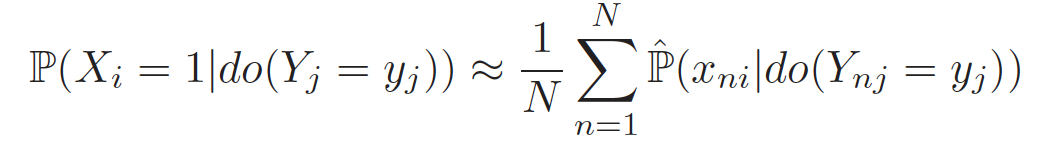 ℙ(X_i = 1|do(Y_j = y_j)) ≈ \frac{1}{N} \sum_{n=1}^{N} \hat{ℙ}(x_{ni}|do(Y_{nj} = y_j))